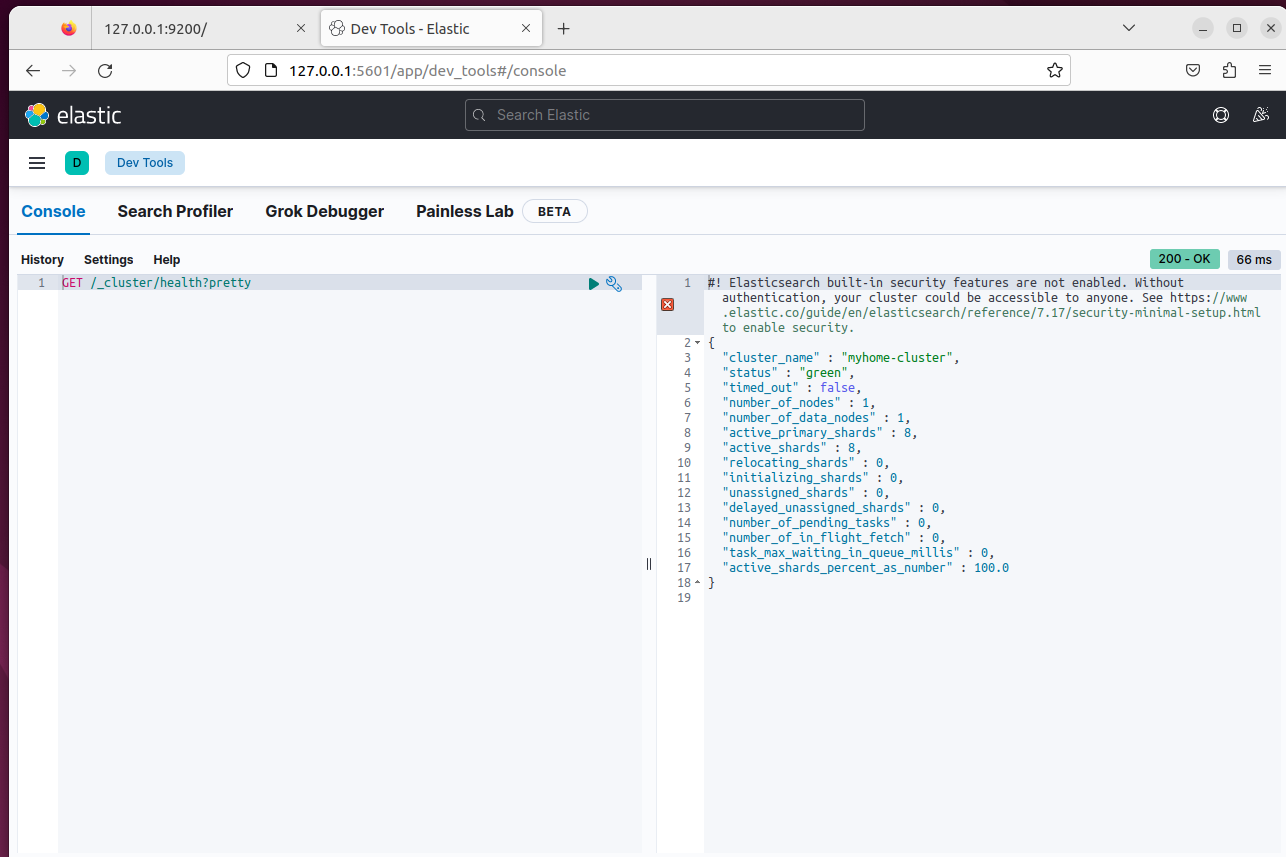 127.0.0.1:9200/
Dev Tools - Elastic
127.0.0.1:5601/app/dev_tools#/console
elastic
Search Elastic
D
Dev Tools
Console Search Profiler Grok Debugger Painless Lab BETA
History Settings Help
200 - OK 66 ms
1 GET /_cluster/health?pretty
1 #! Elasticsearch built-in security features are not enabled. Without
authentication, your cluster could be accessible to anyone. See https://www
.elastic.co/guide/en/elasticsearch/reference/7.17/security-minimal-setup.html
to enable security.
2 {
3 "cluster_name" : "myhome-cluster",
4 "status" : "green",
5 "timed_out" : false,
6 "number_of_nodes" : 1,
7 "number_of_data_nodes" : 1,
8 "active_primary_shards" : 8,
9 "active_shards" : 8,
10 "relocating_shards" : 0,
11 "initializing_shards" : 0,
12 "unassigned_shards" : 0,
13 "delayed_unassigned_shards" : 0,
14 "number_of_pending_tasks" : 0,
15 "number_of_in_flight_fetch" : 0,
16 "task_max_waiting_in_queue_millis" : 0,
17 "active_shards_percent_as_number" : 100.0
18 }
19